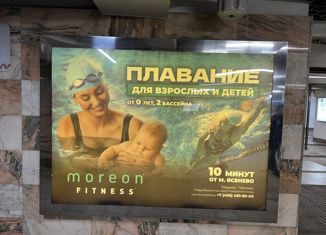 ПЛАВАНИЕ
ДЛЯ ВЗРОСЛЫХ И ДЕТЕЙ
ОТ 0 ЛЕТ, 2 БАССЕЙНА
moreon
FITNESS
10 МИНУТ
ОТ М. ЯСЕНЕВО